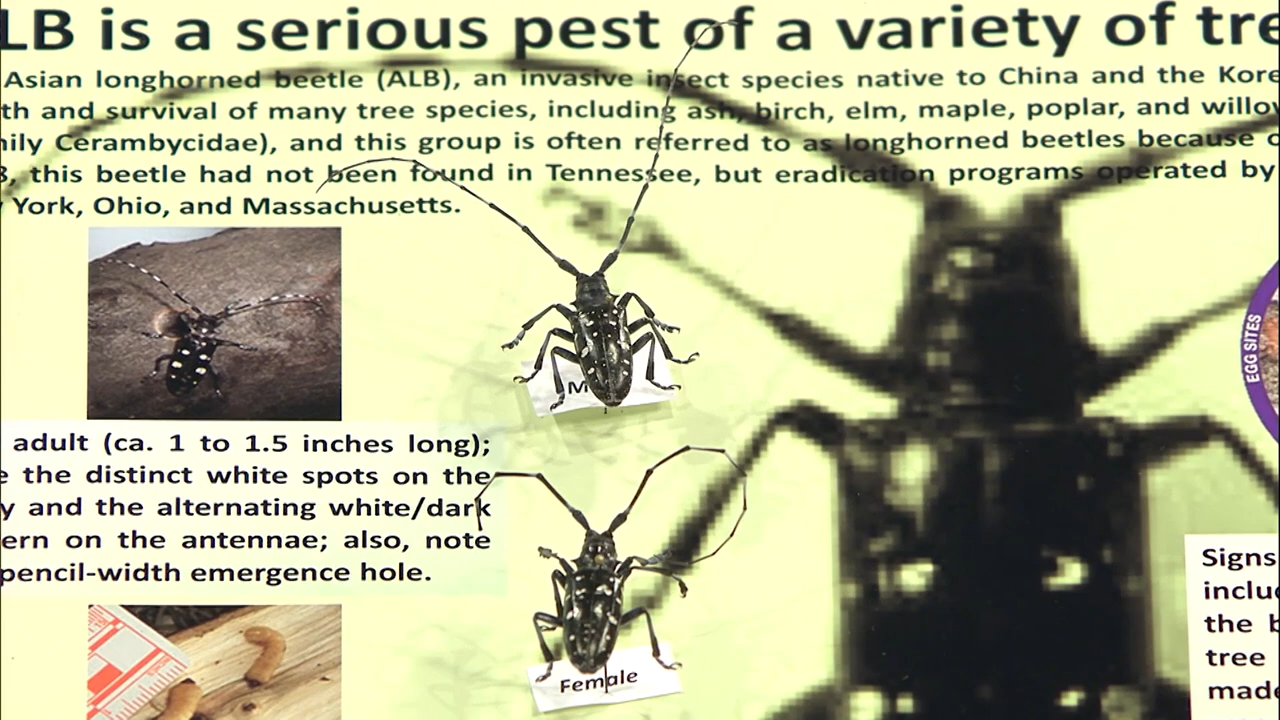 LB is a serious pest of a variety of tre
Asian longhorned beetle (ALB), an invasive insect species native to China and the Kore
th and survival of many tree species, including ash, birch, elm, maple, poplar, and willow
nily Cerambycidae), and this group is often referred to as longhorned beetles because o
B, this beetle had not been found in Tennessee, but eradication programs operated by
York, Ohio, and Massachusetts.
adult (ca. 1 to 1.5 inches long);
e the distinct white spots on the
y and the alternating white/dark
ern on the antennae; also, note
pencil-width emergence hole.
M
Female
EGG SITES
Signs
includ
the b
tree
made